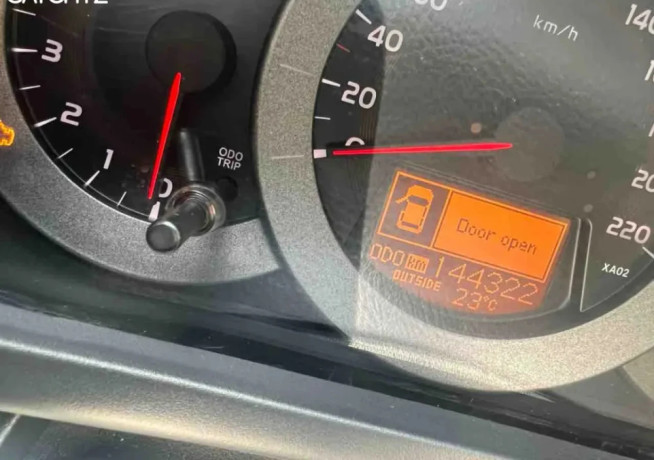 3
2
1
0
ODO
TRIP
40
20
0
km/h
140
220
XA02
Door open
ODO km 144322
OUTSIDE 23°C